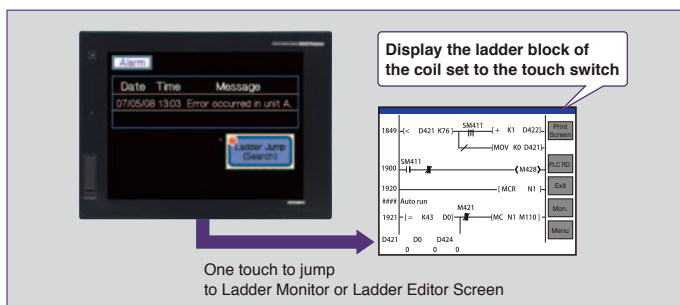 Alarm
Date Time Message
07/05/08 13:03 Error occurred in unit A.
Ladder Jump
(Search)
Display the ladder block of
the coil set to the touch switch
1849 [< D421 K76] SM411 [+ K1 D422]
[MOV K0 D421]
Print
Screen
SM411
1900 (M428)
PLC RD.
1920 [MCR N1]
Exit
#### Auto run
M421
1921 [= K43 D0] [MC N1 M110]
Mon.
Menu
D421 D0 D424
0 0 0
One touch to jump
to Ladder Monitor or Ladder Editor Screen